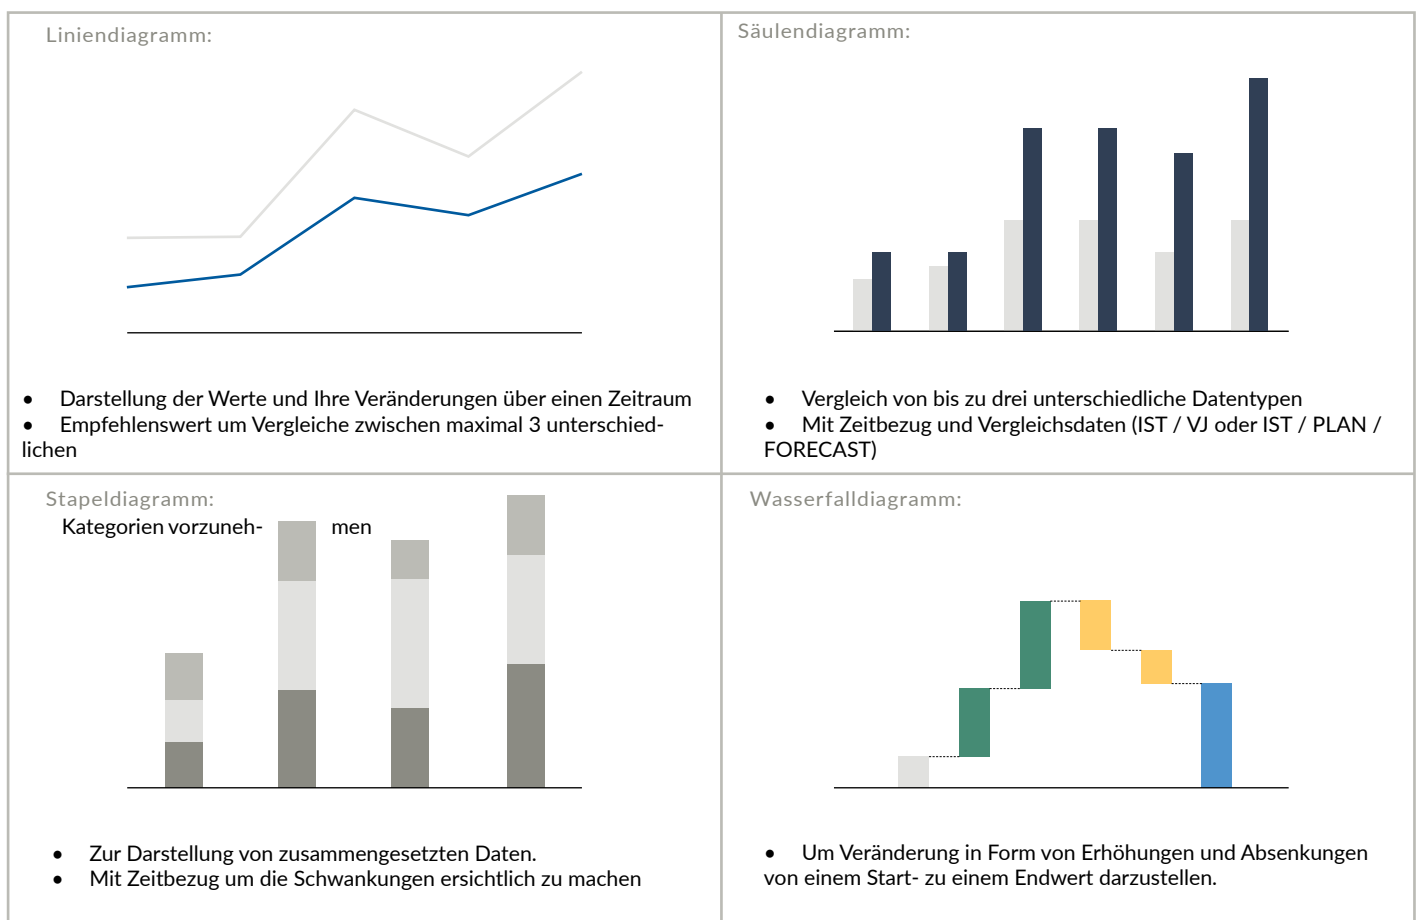 Liniendiagramm:
• Darstellung der Werte und Ihre Veränderungen über einen Zeitraum
• Empfehlenswert um Vergleiche zwischen maximal 3 unterschied-
lichen
Säulendiagramm:
• Vergleich von bis zu drei unterschiedliche Datentypen
• Mit Zeitbezug und Vergleichsdaten (IST / VJ oder IST / PLAN /
FORECAST)
Stapeldiagramm:
Kategorien vorzuneh- men
• Zur Darstellung von zusammengesetzten Daten.
• Mit Zeitbezug um die Schwankungen ersichtlich zu machen
Wasserfalldiagramm:
• Um Veränderung in Form von Erhöhungen und Absenkungen
von einem Start- zu einem Endwert darzustellen.